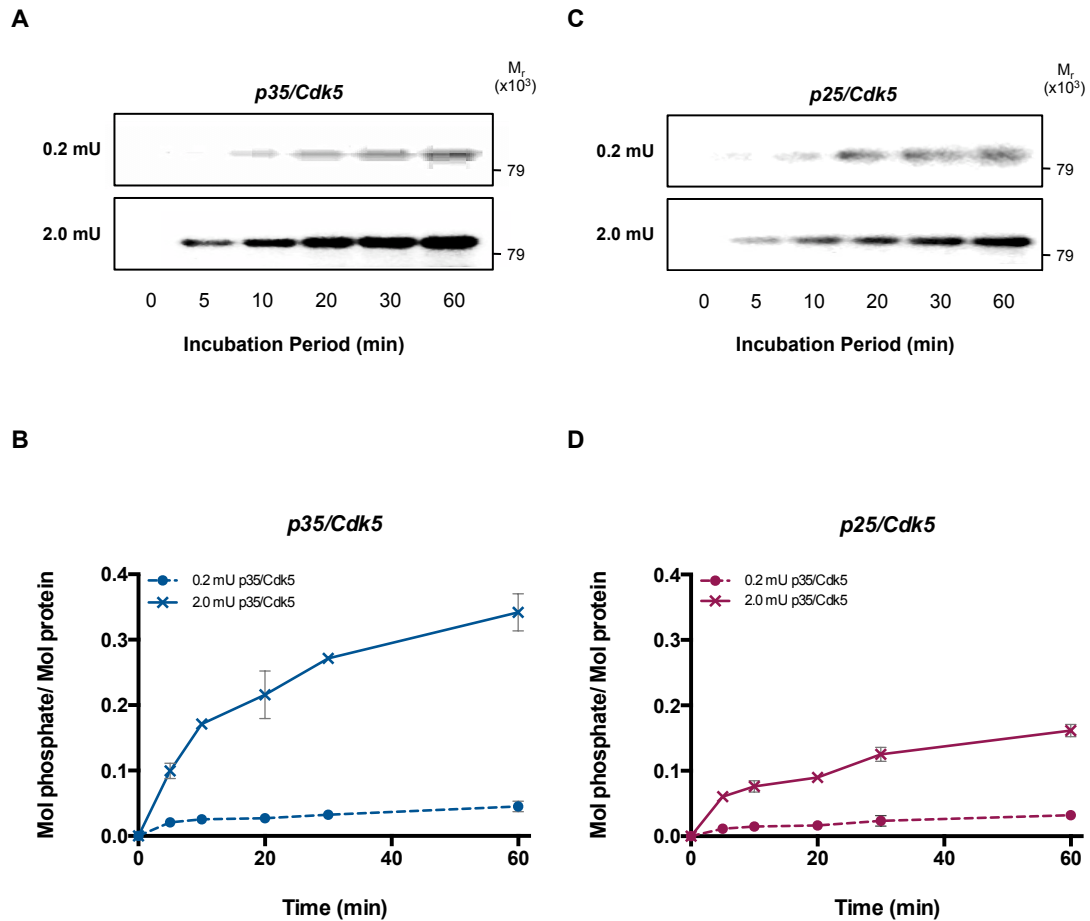 A
p35/Cdk5
Mr
(x10³)
0.2 mU
79
2.0 mU
79
0 5 10 20 30 60
Incubation Period (min)
C
p25/Cdk5
Mr
(x10³)
0.2 mU
79
2.0 mU
79
0 5 10 20 30 60
Incubation Period (min)
B
p35/Cdk5
0.2 mU p35/Cdk5
2.0 mU p35/Cdk5
Mol phosphate/ Mol protein
0.4
0.3
0.2
0.1
0.0
0 20 40 60
Time (min)
D
p25/Cdk5
0.2 mU p35/Cdk5
2.0 mU p35/Cdk5
Mol phosphate/ Mol protein
0.4
0.3
0.2
0.1
0.0
0 20 40 60
Time (min)